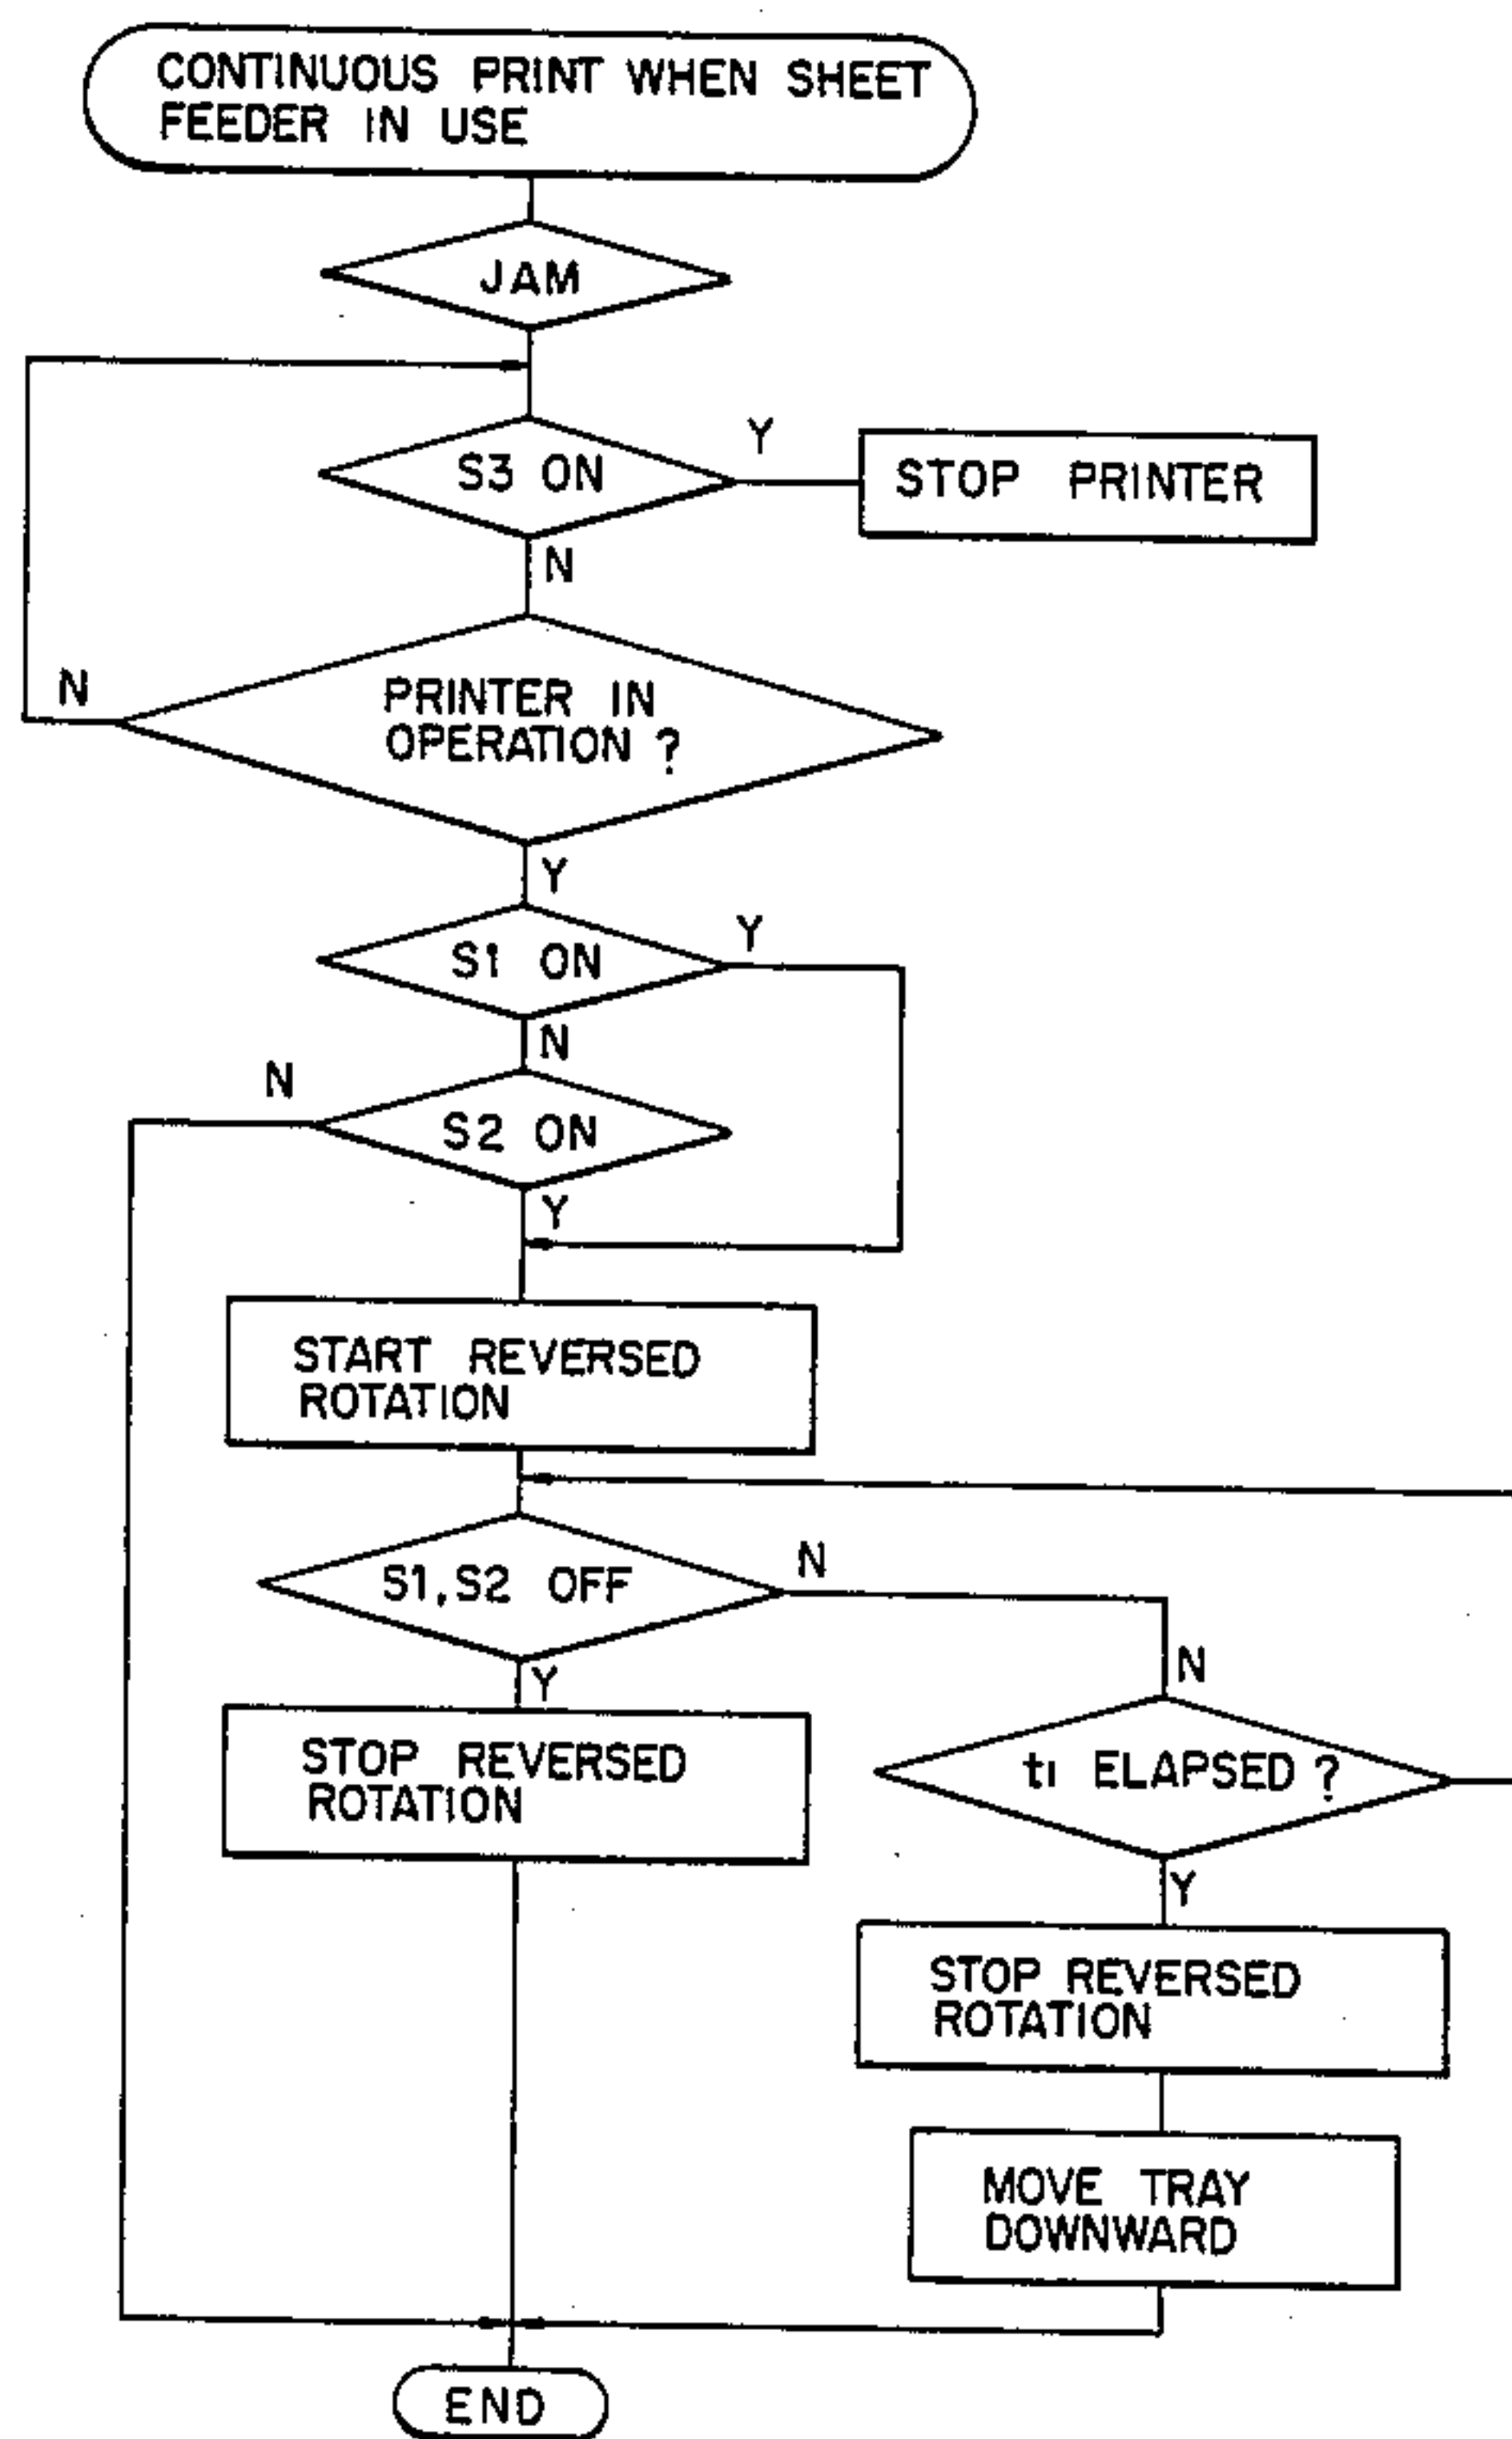 CONTINUOUS PRINT WHEN SHEET
FEEDER IN USE
JAM
Y
S3 ON
STOP PRINTER
N
N
PRINTER IN
OPERATION ?
Y
Y
S1 ON
N
N
S2 ON
Y
START REVERSED
ROTATION
N
S1, S2 OFF
N
Y
STOP REVERSED
ROTATION
t1 ELAPSED ?
Y
STOP REVERSED
ROTATION
MOVE TRAY
DOWNWARD
END